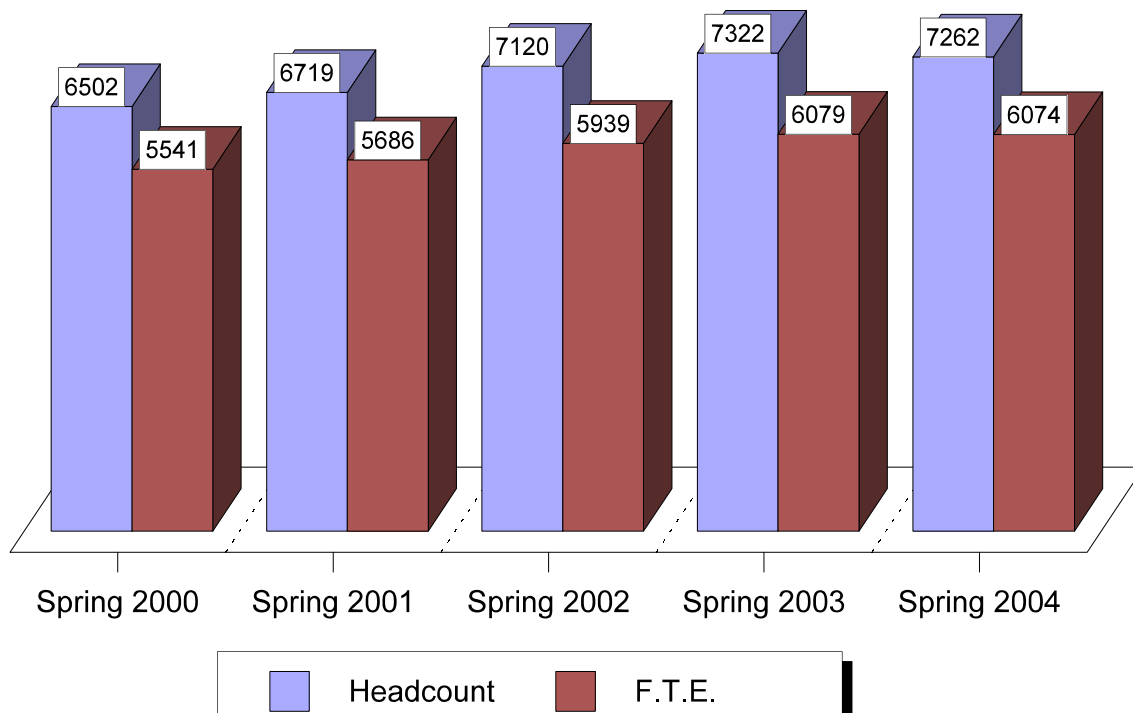 6502
5541
6719
5686
7120
5939
7322
6079
7262
6074
Spring 2000
Spring 2001
Spring 2002
Spring 2003
Spring 2004
Headcount
F.T.E.